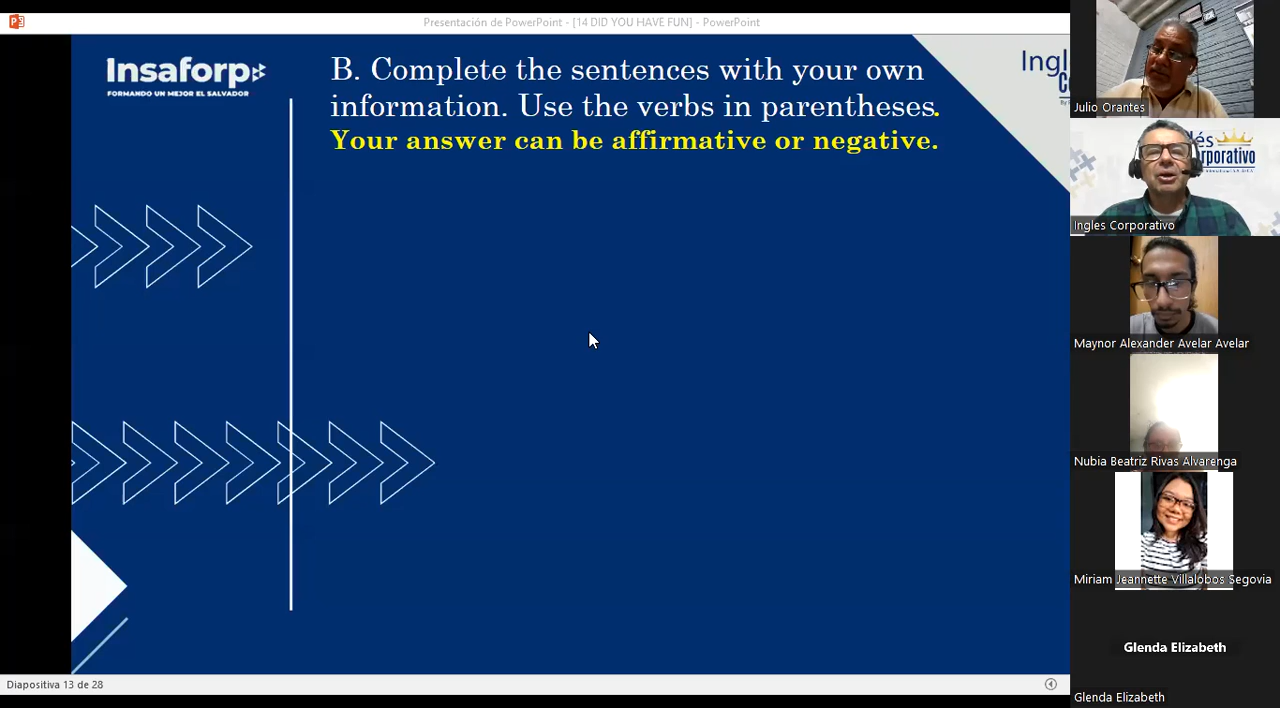 Presentación de PowerPoint - [14 DID YOU HAVE FUN] - PowerPoint
Insaforp
FORMANDO UN MEJOR EL SALVADOR
B. Complete the sentences with your own
information. Use the verbs in parentheses.
Your answer can be affirmative or negative.
Ingl
Julio Orantes
és
rporativo
Ingles Corporativo
Maynor Alexander Avelar Avelar
Nubia Beatriz Rivas Alvarenga
Miriam Jeannette Villalobos Segovia
Glenda Elizabeth
Glenda Elizabeth
Diapositiva 13 de 28